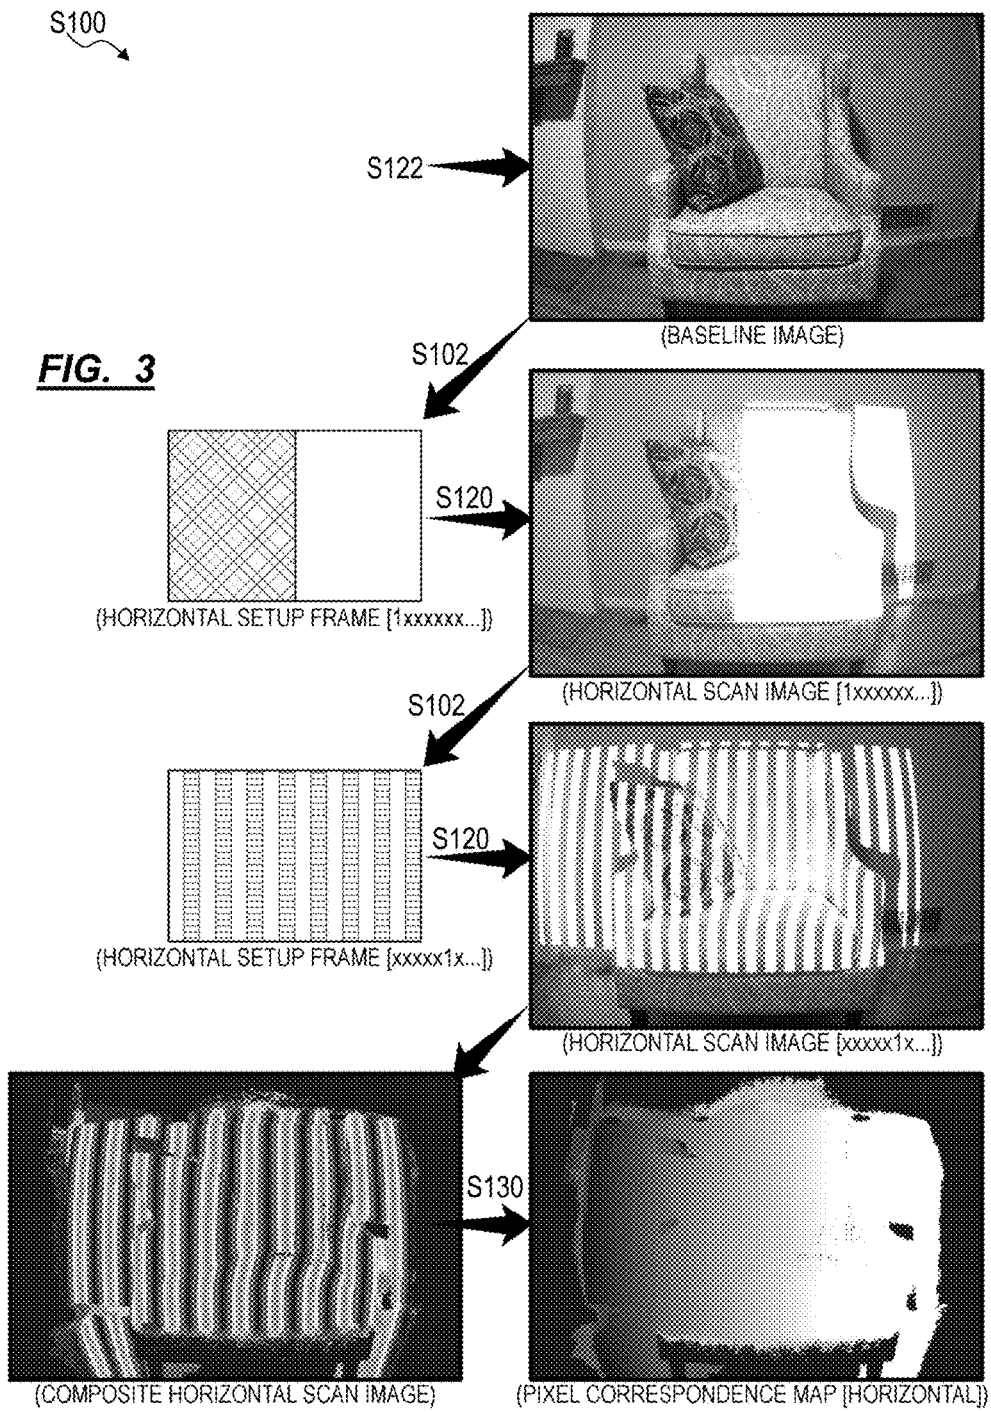 S100
S122
(BASELINE IMAGE)
S102
FIG. 3
S120
(HORIZONTAL SETUP FRAME [1xxxxxx...])
(HORIZONTAL SCAN IMAGE [1xxxxxx...])
S102
S120
(HORIZONTAL SETUP FRAME [xxxxx1x...])
(HORIZONTAL SCAN IMAGE [xxxxx1x...])
S130
(COMPOSITE HORIZONTAL SCAN IMAGE)
(PIXEL CORRESPONDENCE MAP [HORIZONTAL])